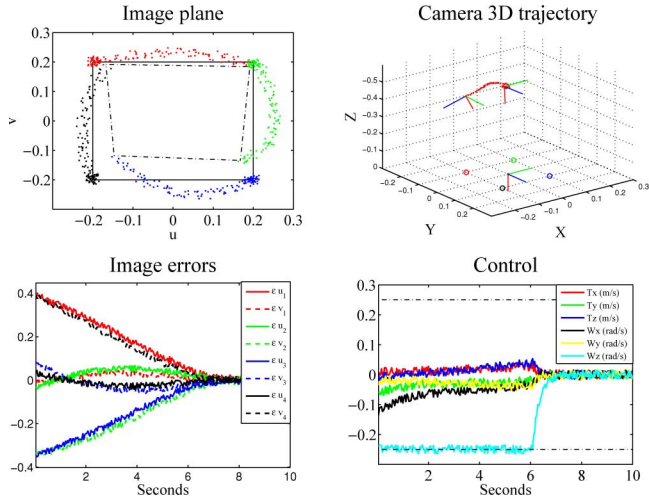 Image plane
0.3
0.2
0.1
0
−0.1
−0.2
v
−0.2 −0.1 0 0.1 0.2 0.3
u
Camera 3D trajectory
−0.5
−0.4
−0.3
−0.2
−0.1
0
Z
−0.2
−0.1
0
0.1
0.2
Y
−0.2
−0.1
0
0.1
0.2
0.3
X
Image errors
0.4
0.2
0
−0.2
−0.4
0 2 4 6 8 10
Seconds
ε u1
ε v1
ε u2
ε v2
ε u3
ε v3
ε u4
ε v4
Control
0.3
0.2
0.1
0
−0.1
−0.2
0 2 4 6 8 10
Seconds
Tx (m/s)
Ty (m/s)
Tz (m/s)
Wx (rad/s)
Wy (rad/s)
Wz (rad/s)